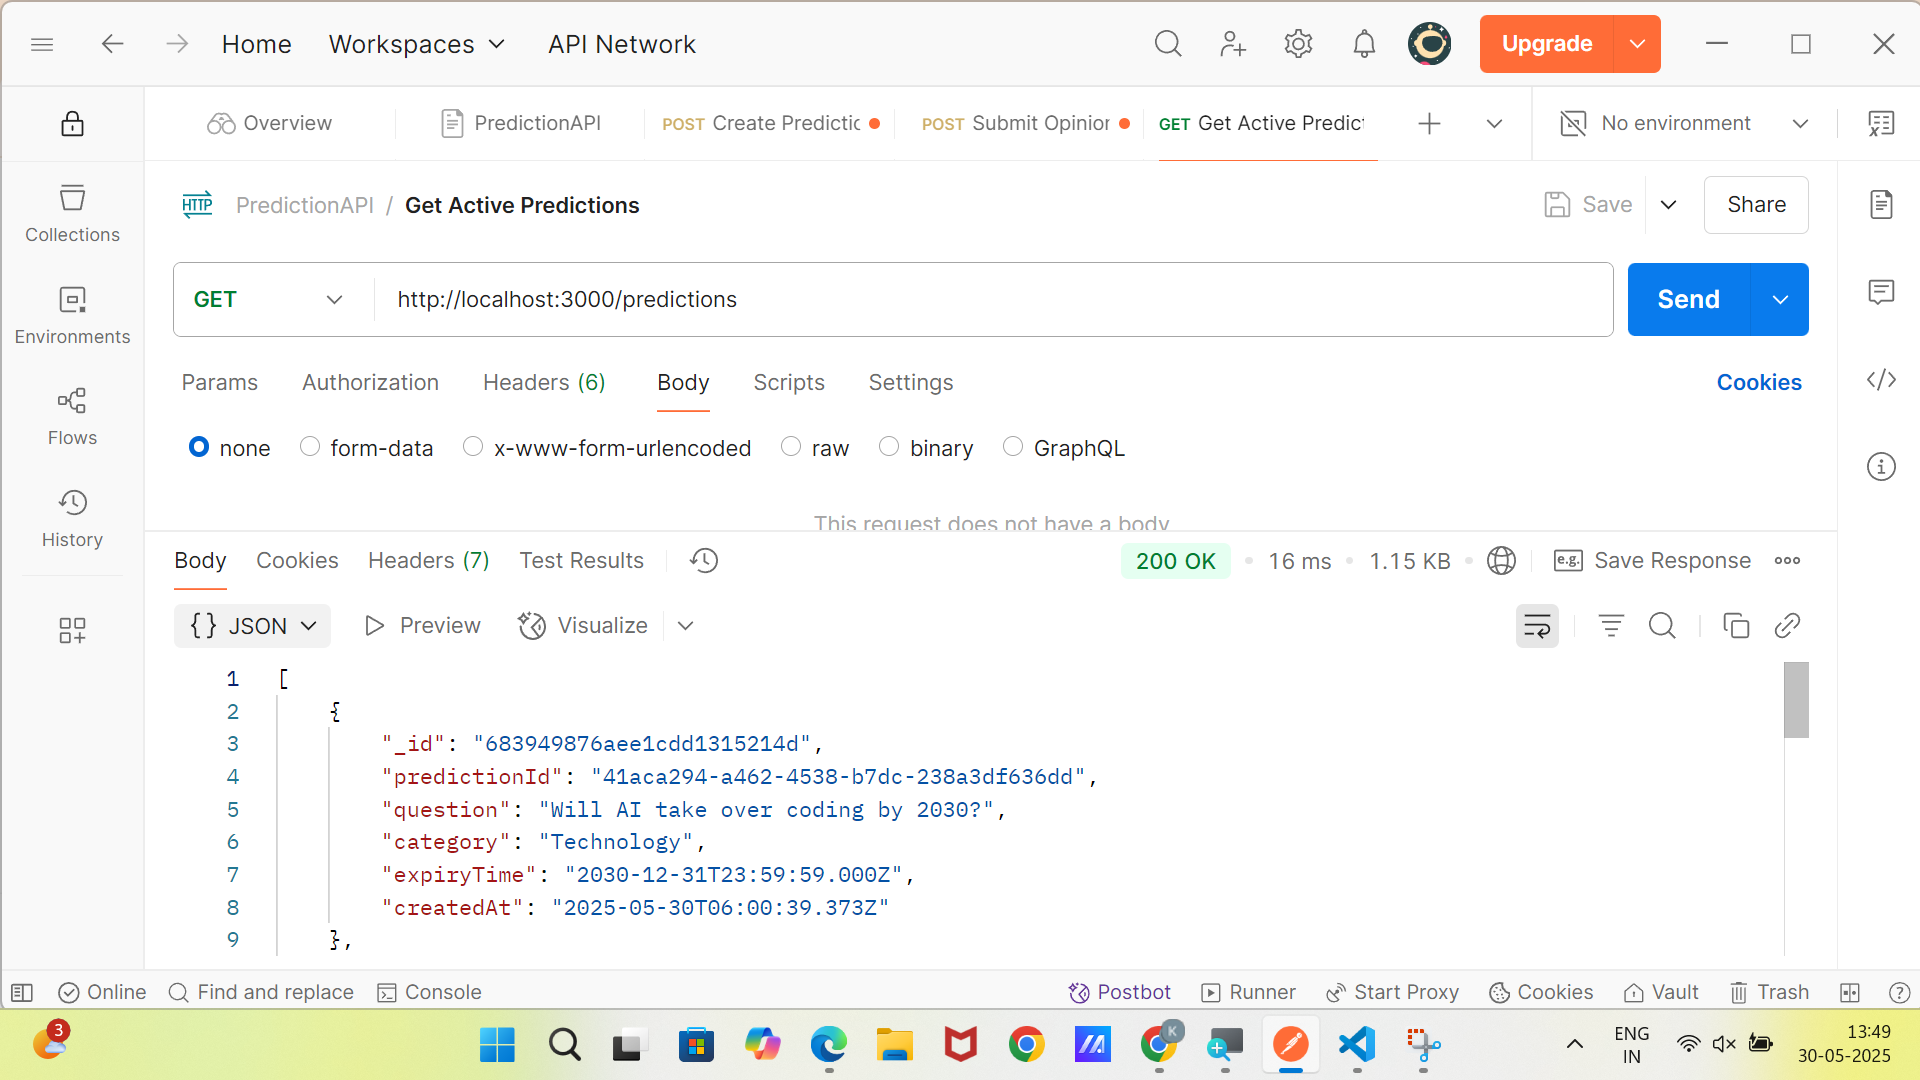 Home Workspaces API Network Upgrade
Overview PredictionAPI POST Create Predictic POST Submit Opinior GET Get Active Predict No environment
HTTP PredictionAPI / Get Active Predictions Save Share
GET http://localhost:3000/predictions Send
Collections
Environments
Flows
History
Params Authorization Headers (6) Body Scripts Settings Cookies
none form-data x-www-form-urlencoded raw binary GraphQL
This request does not have a body
Body Cookies Headers (7) Test Results 200 OK 16 ms 1.15 KB e.g. Save Response
{} JSON Preview Visualize
1 [
2 {
3 "_id": "683949876aee1cdd1315214d",
4 "predictionId": "41aca294-a462-4538-b7dc-238a3df636dd",
5 "question": "Will AI take over coding by 2030?",
6 "category": "Technology",
7 "expiryTime": "2030-12-31T23:59:59.000Z",
8 "createdAt": "2025-05-30T06:00:39.373Z"
9 },
Online Find and replace Console Postbot Runner Start Proxy Cookies Vault Trash
3 K ENG IN 13:49
30-05-2025